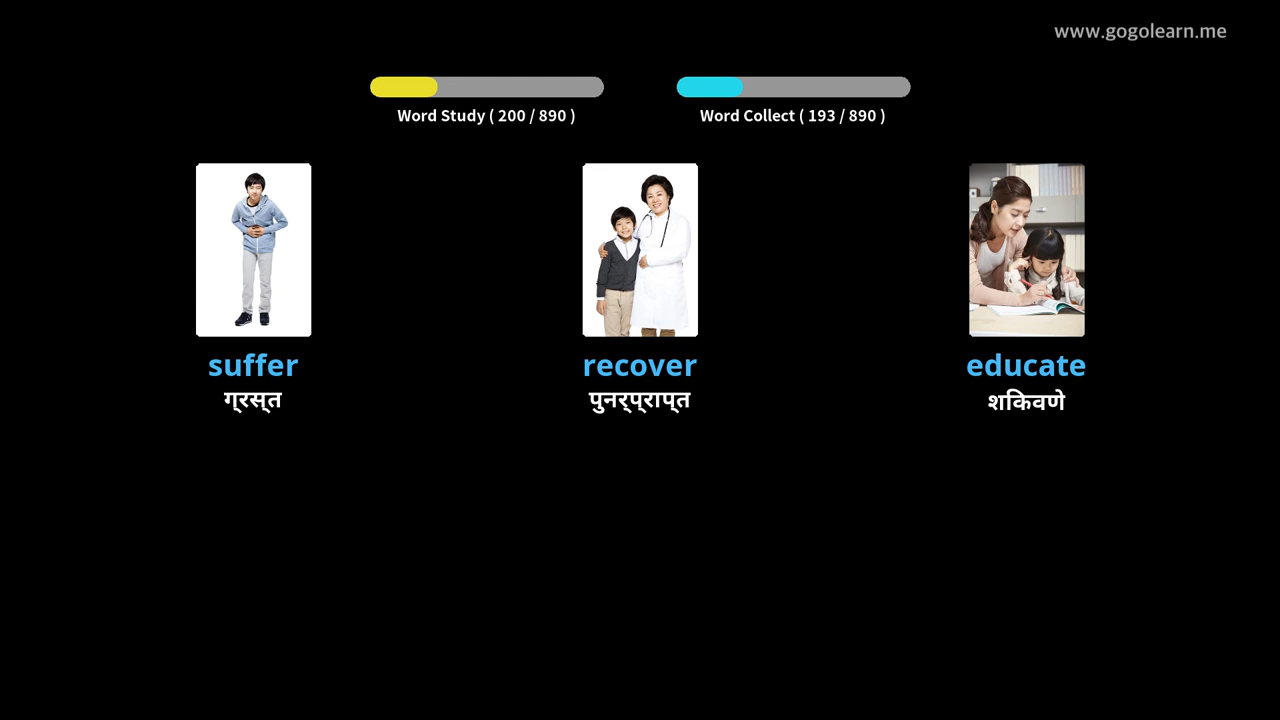 www.gogolearn.me
Word Study ( 200 / 890 )
Word Collect ( 193 / 890 )
suffer
ग्रस्त
recover
पुनर्प्राप्त
educate
शकिवणे